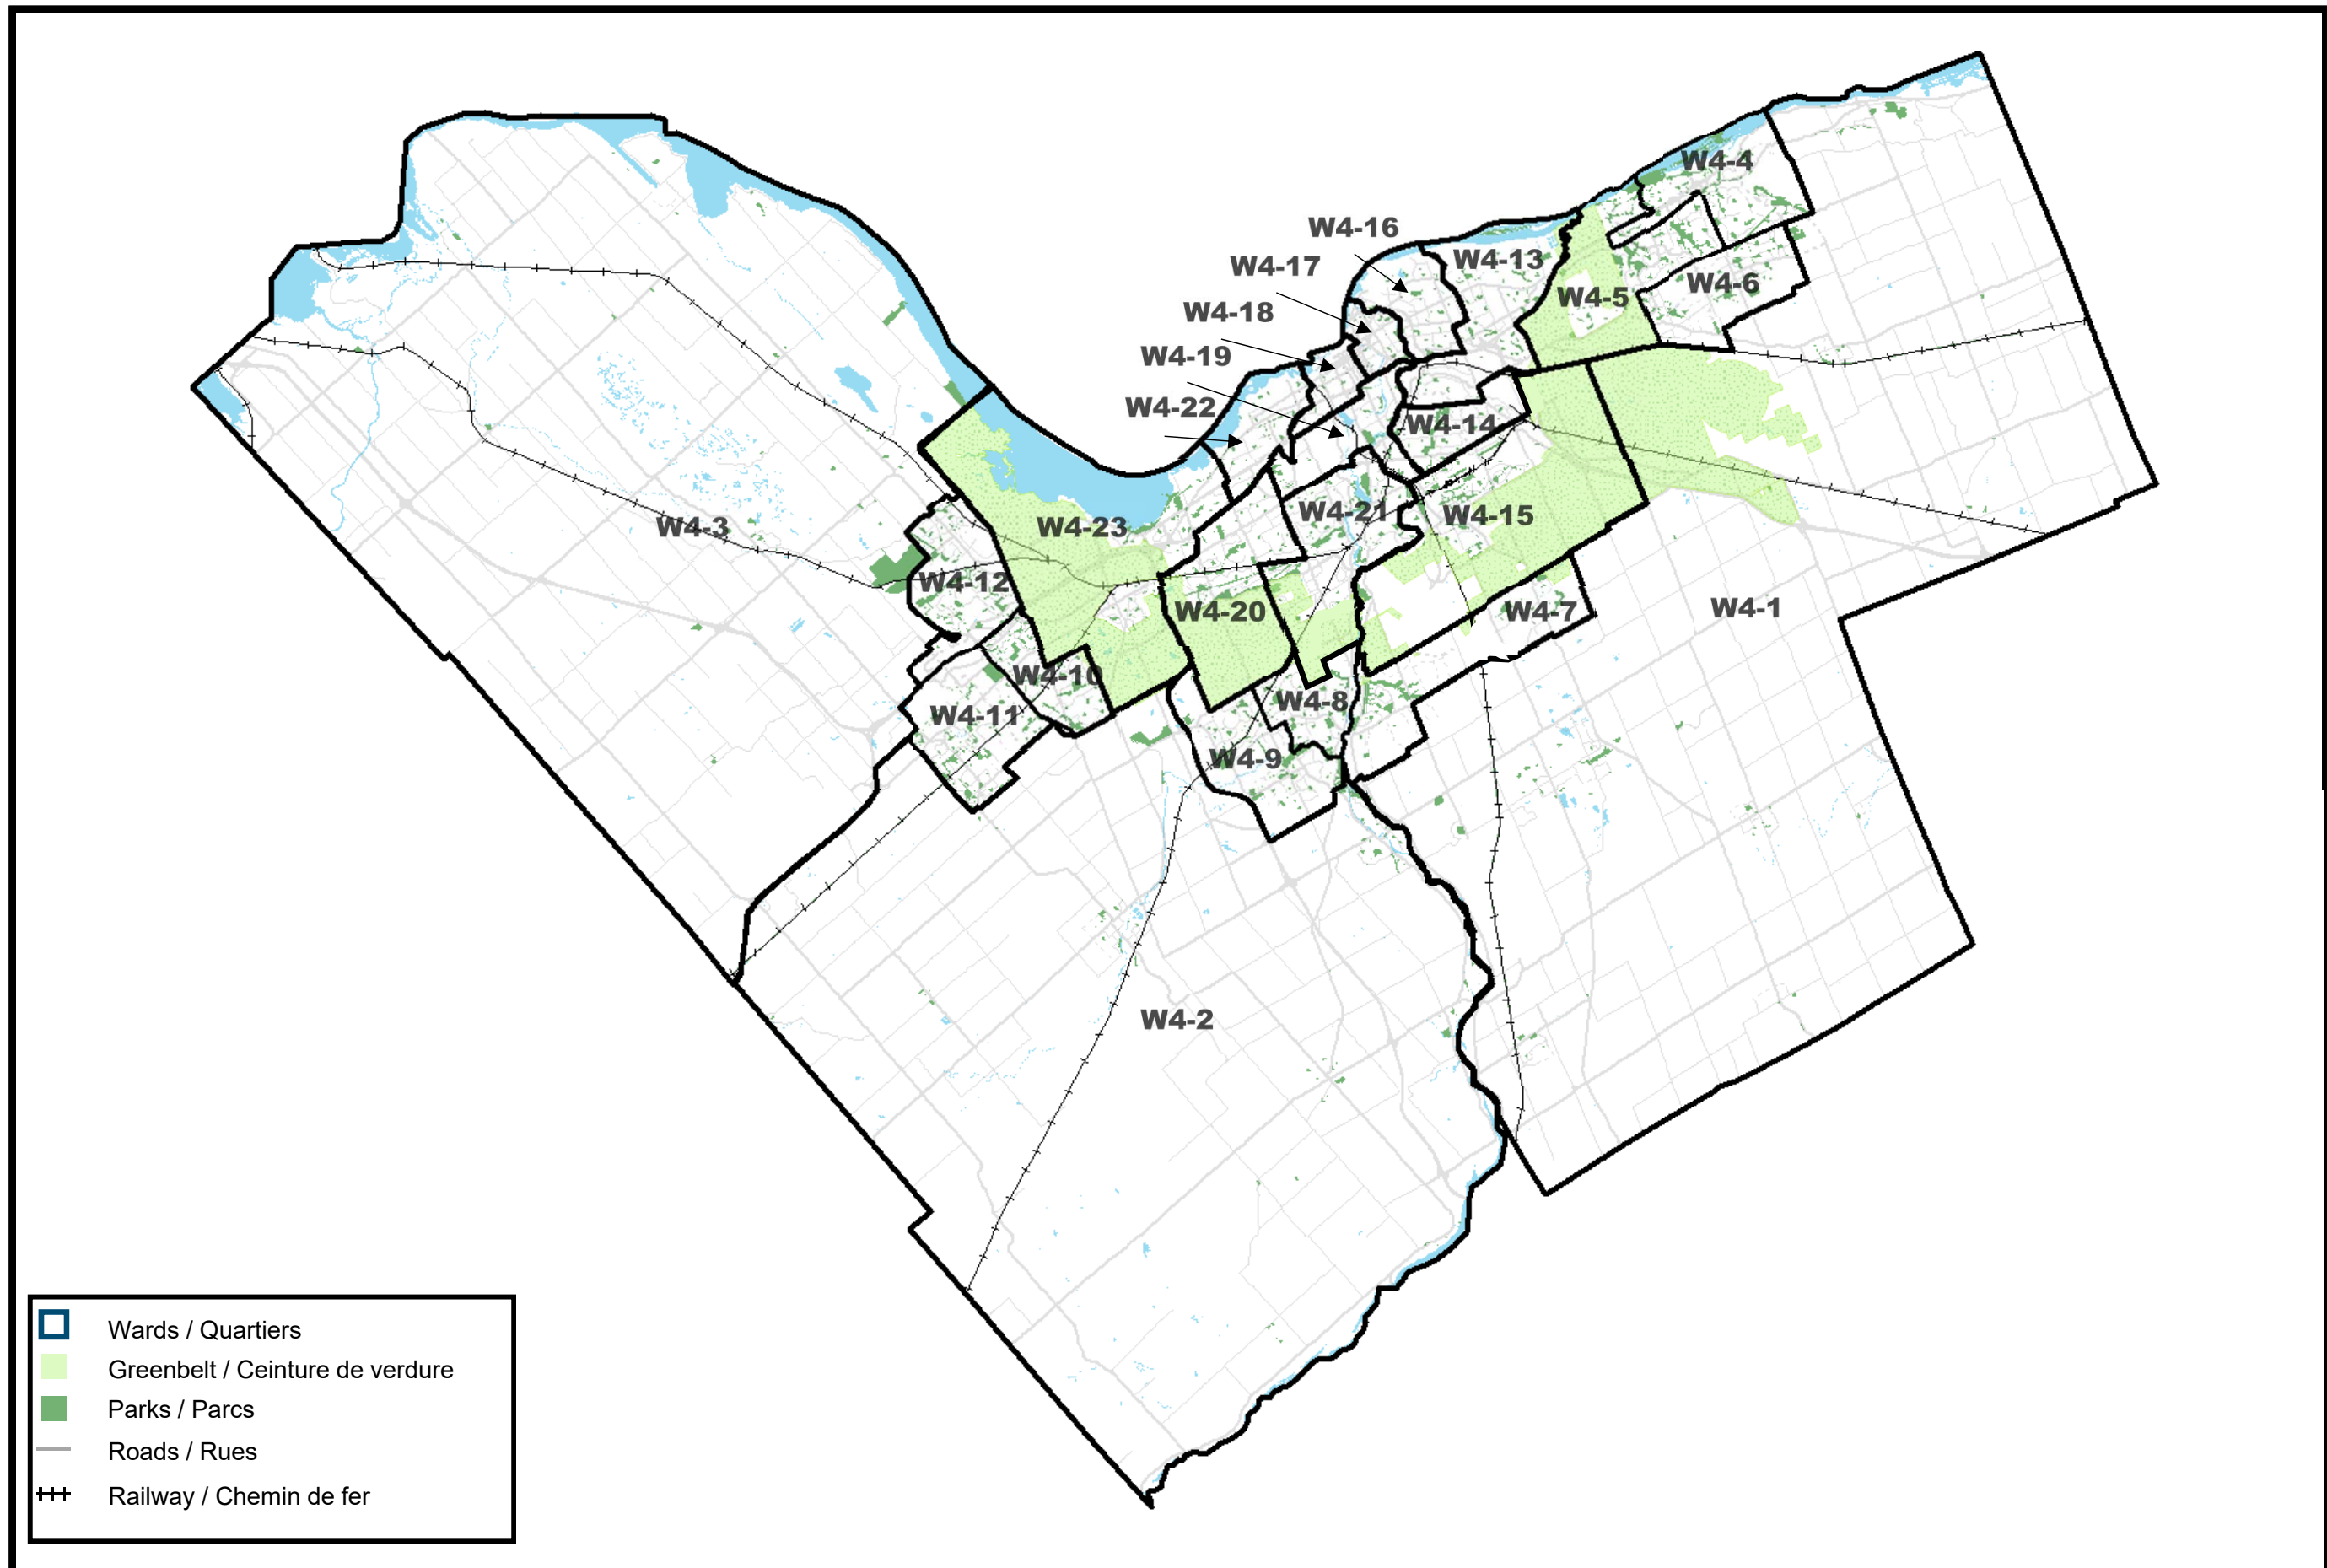 W4-4
W4-16
W4-13
W4-17
W4-6
W4-5
W4-18
W4-19
W4-22
W4-14
W4-21
W4-15
W4-3
W4-23
W4-12
W4-20
W4-7
W4-1
W4-10
W4-8
W4-11
W4-9
W4-2
Wards / Quartiers
Greenbelt / Ceinture de verdure
Parks / Parcs
Roads / Rues
Railway / Chemin de fer